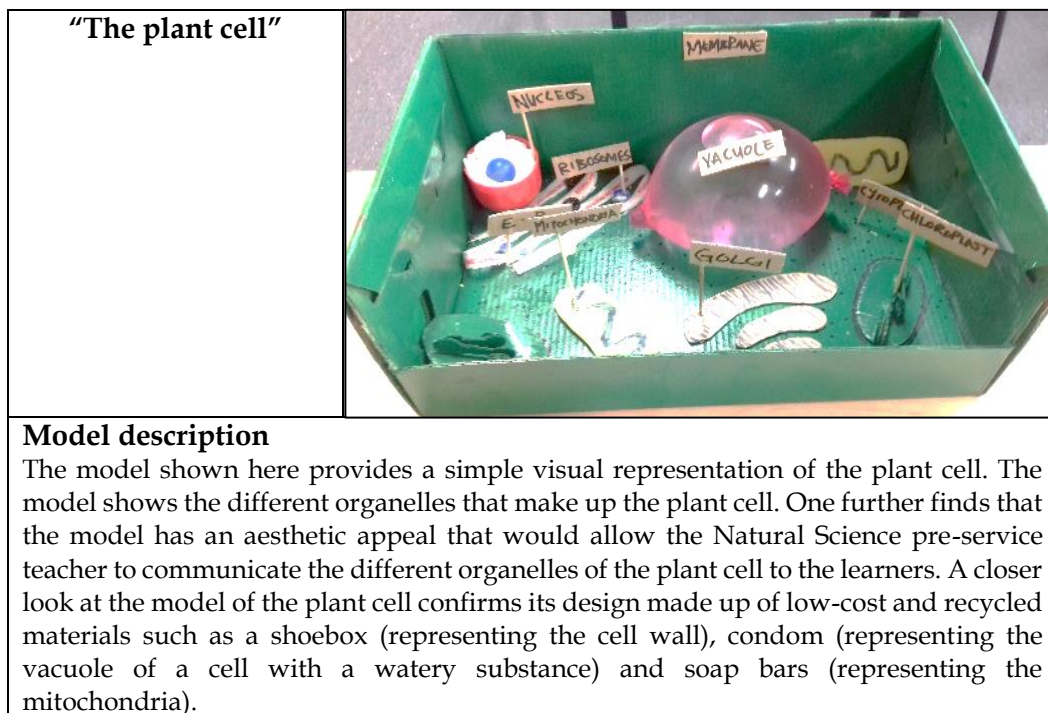 “The plant cell”
MEMBRANE
NUCLEOS
RIBOSOMES
VACUOLE
E.
MITOCHONDRIA
CHLOROPLAST
GOLGI
Model description
The model shown here provides a simple visual representation of the plant cell. The
model shows the different organelles that make up the plant cell. One further finds that
the model has an aesthetic appeal that would allow the Natural Science pre-service
teacher to communicate the different organelles of the plant cell to the learners. A closer
look at the model of the plant cell confirms its design made up of low-cost and recycled
materials such as a shoebox (representing the cell wall), condom (representing the
vacuole of a cell with a watery substance) and soap bars (representing the
mitochondria).